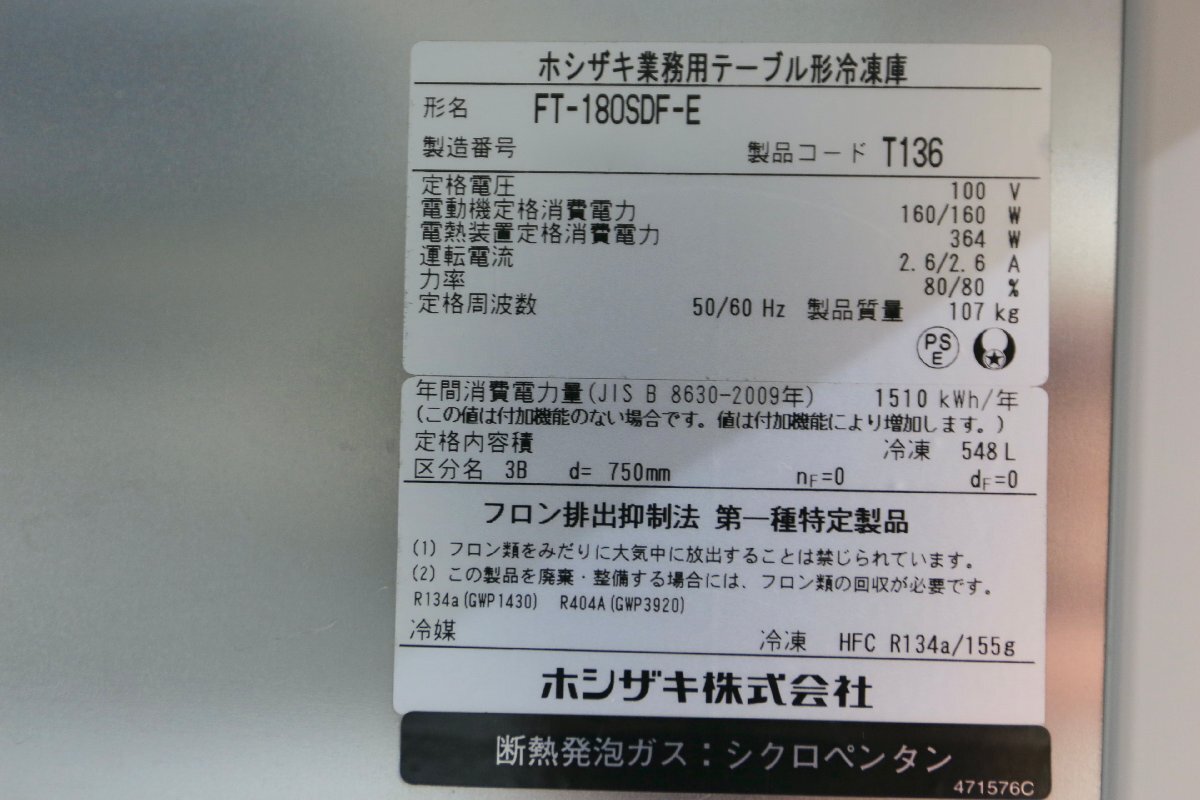 ホシザキ業務用テーブル形冷凍庫
形名 FT-180SDF-E
製造番号 製品コード T136
定格電圧 100 V
電動機定格消費電力 160/160 W
電熱装置定格消費電力 364 W
運転電流 2.6/2.6 A
力率 80/80 %
定格周波数 50/60 Hz 製品質量 107 kg
PS
E
年間消費電力量(JIS B 8630-2009年) 1510 kWh/年
(この値は付加機能のない場合です。値は付加機能により増加します。)
定格内容積 冷凍 548 L
区分名 3B d= 750mm nF=0 dF=0
フロン排出抑制法 第一種特定製品
(1) フロン類をみだりに大気中に放出することは禁じられています。
(2) この製品を廃棄・整備する場合には、フロン類の回収が必要です。
R134a(GWP1430) R404A(GWP3920)
冷媒 冷凍 HFC R134a/155g
ホシザキ株式会社
断熱発泡ガス:シクロペンタン
471576C